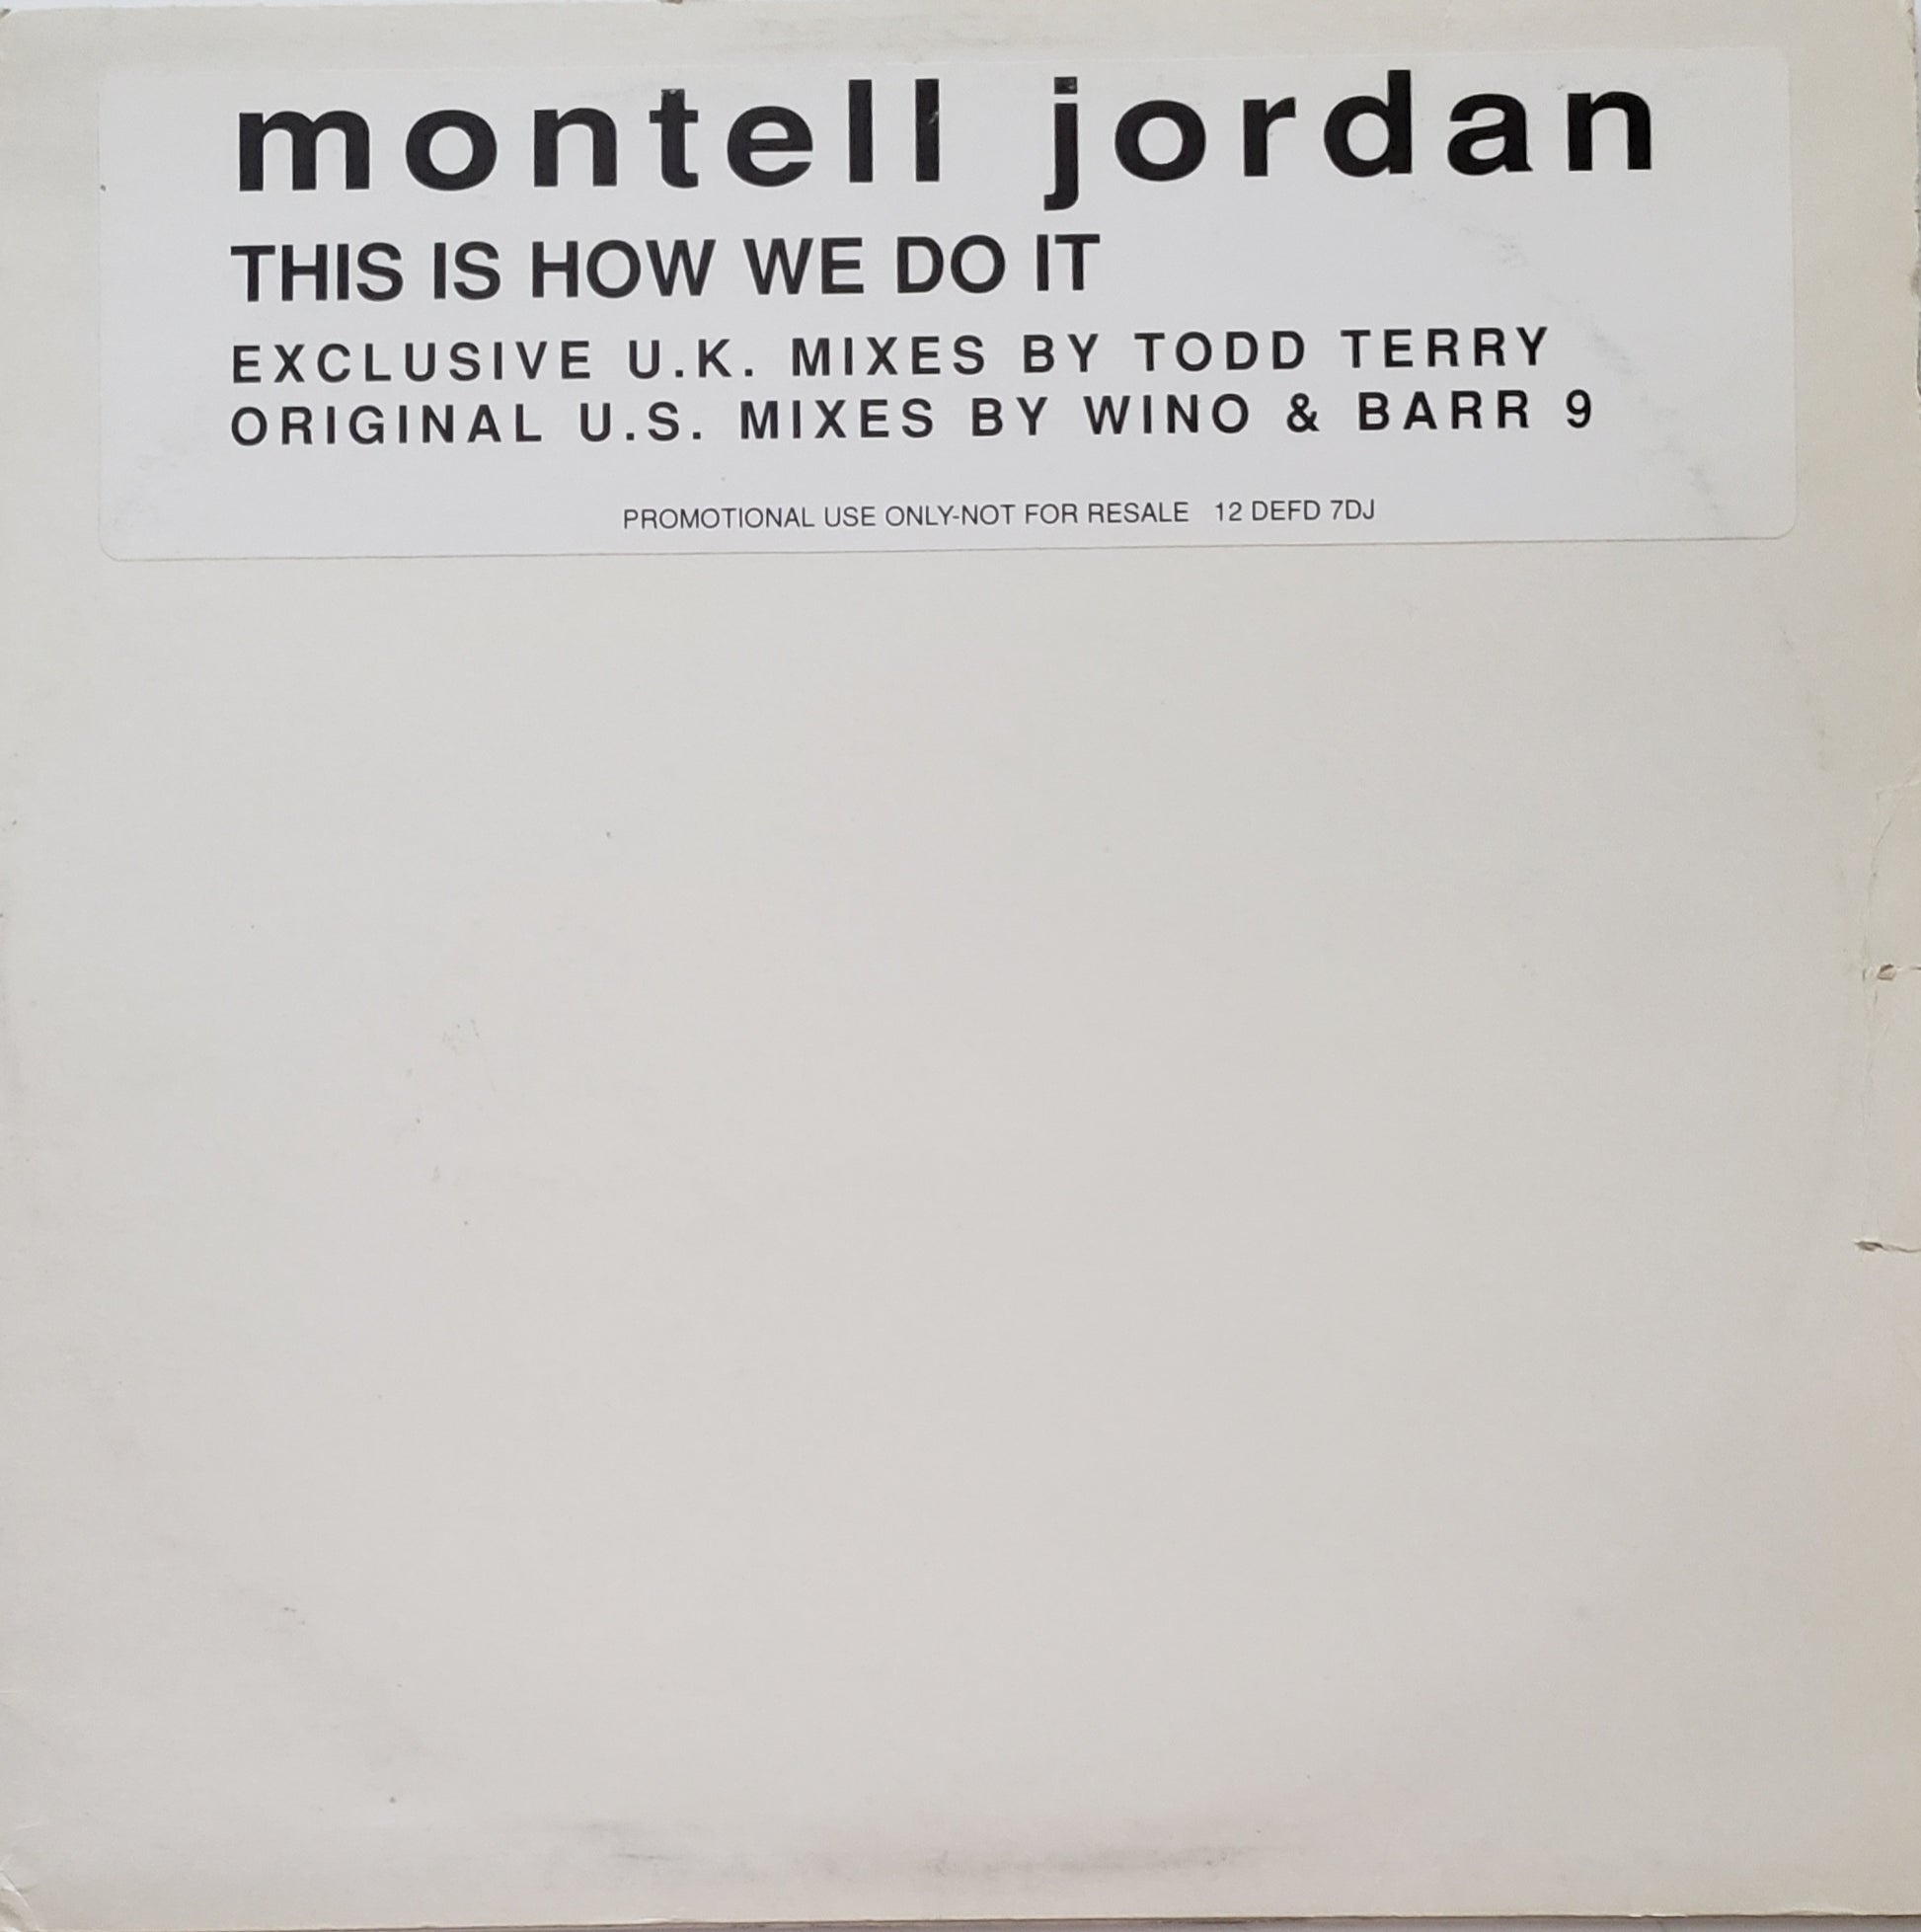 montell jordan
THIS IS HOW WE DO IT
EXCLUSIVE U.K. MIXES BY TODD TERRY
ORIGINAL U.S. MIXES BY WINO & BARR 9
PROMOTIONAL USE ONLY-NOT FOR RESALE 12 DEFD 7DJ